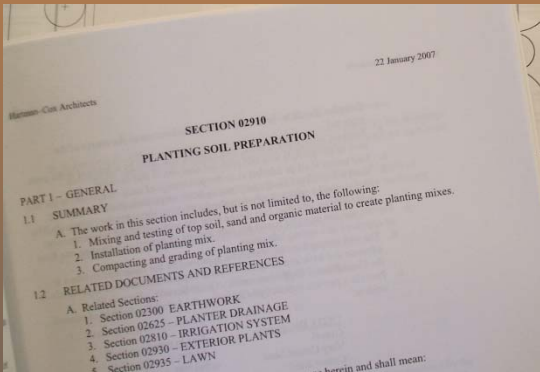 22 January 2007
Hartman-Cox Architects
SECTION 02910
PLANTING SOIL PREPARATION
PART 1 – GENERAL
1.1 SUMMARY
A. The work in this section includes, but is not limited to, the following:
1. Mixing and testing of top soil, sand and organic material to create planting mixes.
2. Installation of planting mix.
3. Compacting and grading of planting mix.
1.2 RELATED DOCUMENTS AND REFERENCES
A. Related Sections:
1. Section 02300 EARTHWORK
2. Section 02625 – PLANTER DRAINAGE
3. Section 02810 – IRRIGATION SYSTEM
4. Section 02930 – EXTERIOR PLANTS
5. Section 02935 – LAWN
herein and shall mean: